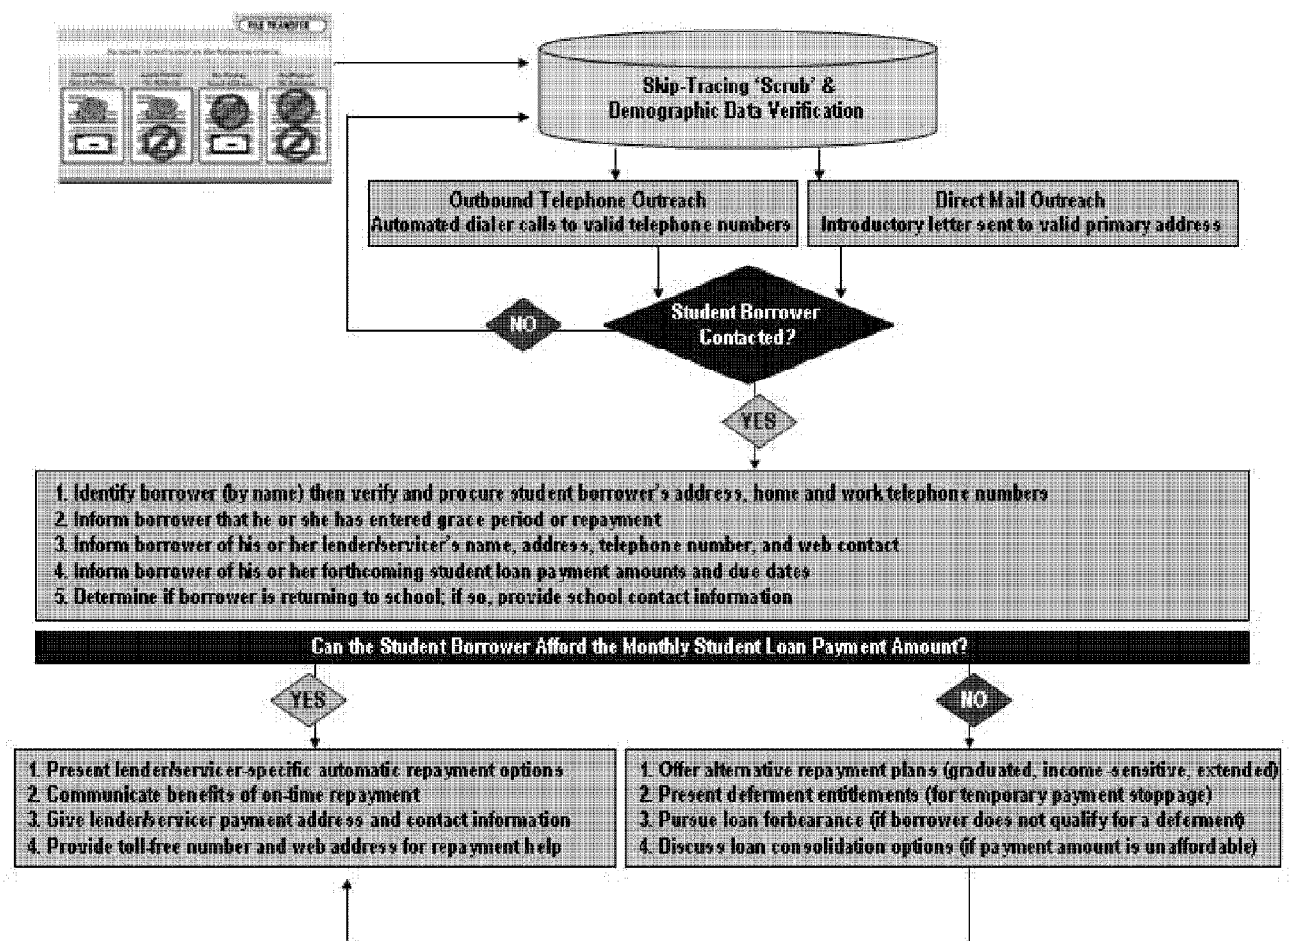 FILE TRANSFER
Skip-Tracing 'Scrub' &
Demographic Data Verification
Outbound Telephone Outreach
Automated dialer calls to valid telephone numbers
Direct Mail Outreach
Introductory letter sent to valid primary address
Student Borrower
Contacted?
NO
YES
1. Identify borrower (by name) then verify and procure student borrower's address, home and work telephone numbers
2. Inform borrower that he or she has entered grace period or repayment
3. Inform borrower of his or her lender/servicer's name, address, telephone number, and web contact
4. Inform borrower of his or her forthcoming student loan payment amounts and due dates
5. Determine if borrower is returning to school; if so, provide school contact information
Can the Student Borrower Afford the Monthly Student Loan Payment Amount?
YES
NO
1. Present lender/servicer-specific automatic repayment options
2. Communicate benefits of on-time repayment
3. Give lender/servicer payment address and contact information
4. Provide toll-free number and web address for repayment help
1. Offer alternative repayment plans (graduated, income-sensitive, extended)
2. Present deferment entitlements (for temporary payment stoppage)
3. Pursue loan forbearance (if borrower does not qualify for a deferment)
4. Discuss loan consolidation options (if payment amount is unaffordable)